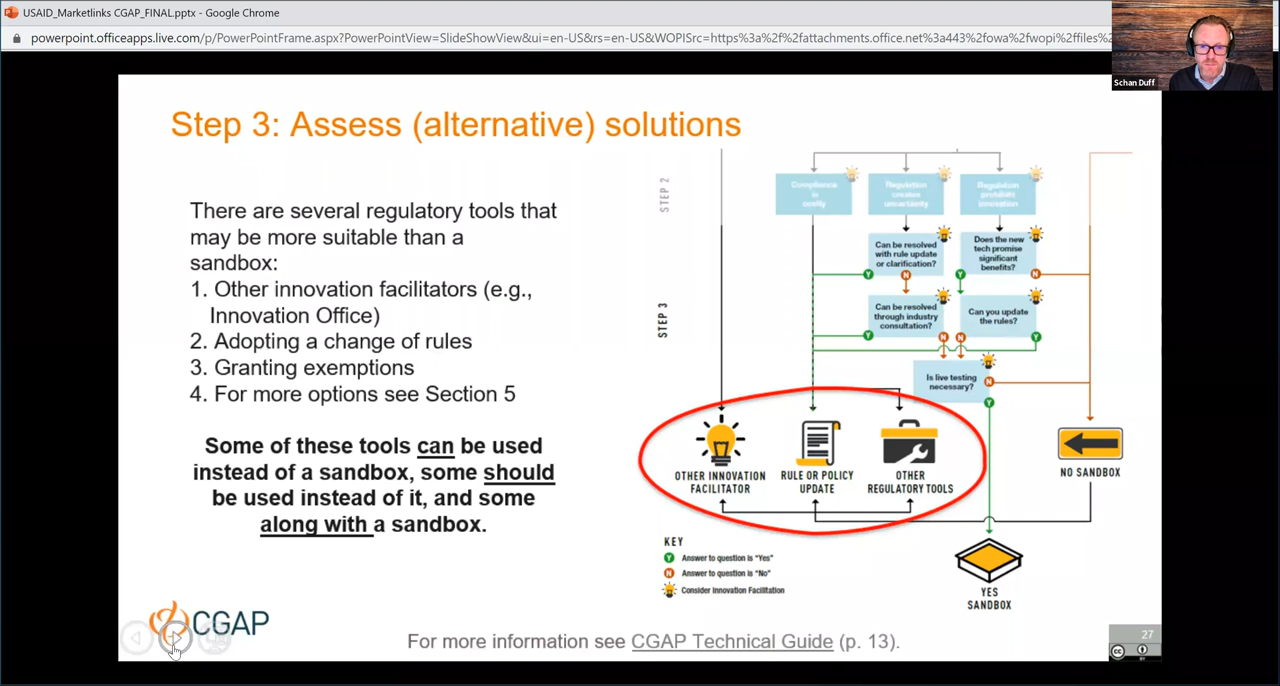 USAID_Marketlinks CGAP_FINAL.pptx - Google Chrome
powerpoint.officeapps.live.com/p/PowerPointFrame.aspx?PowerPointView=SlideShowView&ui=en-US&rs=en-US&WOPISrc=https%3a%2f%2fattachments.office.net%3a443%2fowa%2fwopi%2ffiles%2
Schan Duff
Step 3: Assess (alternative) solutions
There are several regulatory tools that
may be more suitable than a
sandbox:
1. Other innovation facilitators (e.g.,
Innovation Office)
2. Adopting a change of rules
3. Granting exemptions
4. For more options see Section 5
Some of these tools can be used
instead of a sandbox, some should
be used instead of it, and some
along with a sandbox.
STEP 2
Compliance
is
costly
Regulation
creates
uncertainty
Regulation
prohibits
innovation
STEP 3
Can be resolved
with rule update
or clarification?
Does the new
tech promise
significant
benefits?
Y
N
Y
N
Can be resolved
through industry
consultation?
Can you update
the rules?
Y
N
N
Y
Is live testing
necessary?
N
Y
OTHER INNOVATION
FACILITATOR
RULE OR POLICY
UPDATE
OTHER
REGULATORY TOOLS
NO SANDBOX
YES
SANDBOX
KEY
Y Answer to question is "Yes"
N Answer to question is "No"
Consider Innovation Facilitation
CGAP
For more information see CGAP Technical Guide (p. 13).
27
cc
BY